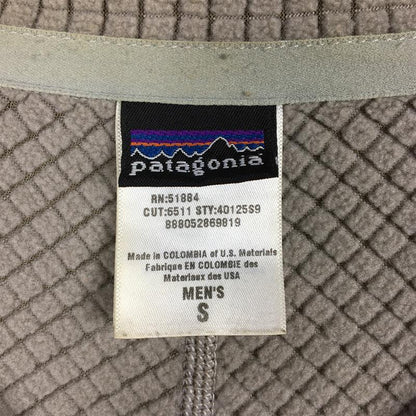 patagonia
RN:51884
CUT:5511 STY:40125S9
888052869819
Made in COLOMBIA of U.S. Materials
Fabrique EN COLOMBIE des
Materiaux des USA
MEN'S
S